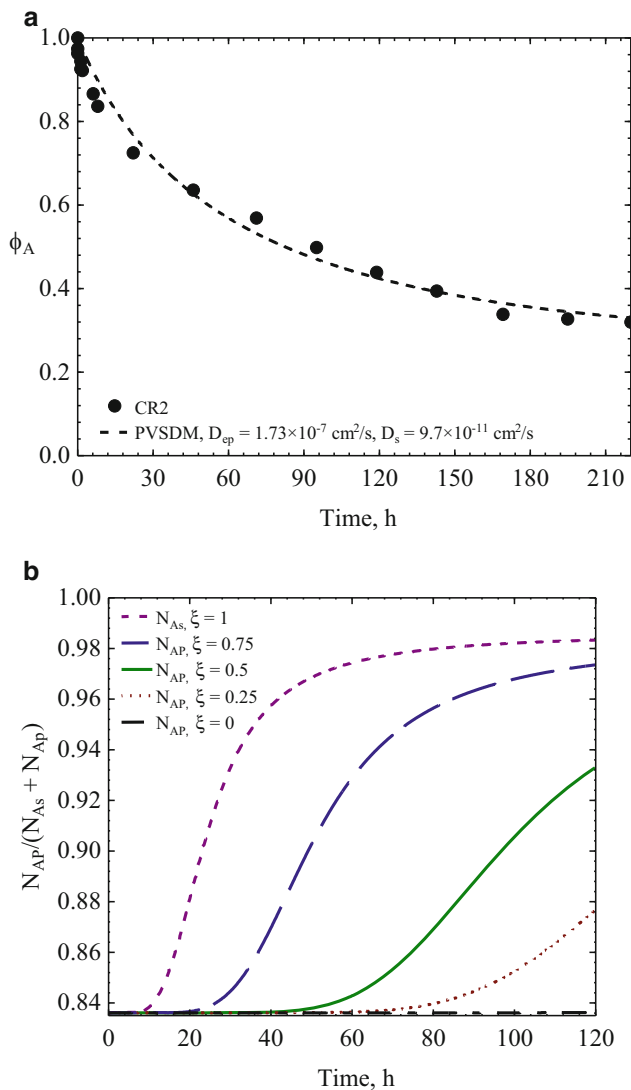 a
1.0
0.8
0.6
ϕA
0.4
0.2
CR2
PVSDM, Dep = 1.73×10-7 cm2/s, Ds = 9.7×10-11 cm2/s
0.0
0 30 60 90 120 150 180 210
Time, h
b
1.00
NAs, ξ = 1
0.98
NAP, ξ = 0.75
NAP, ξ = 0.5
0.96
NAP, ξ = 0.25
NAP, ξ = 0
0.94
NAP/(NAs + NAp)
0.92
0.90
0.88
0.86
0.84
0 20 40 60 80 100 120
Time, h